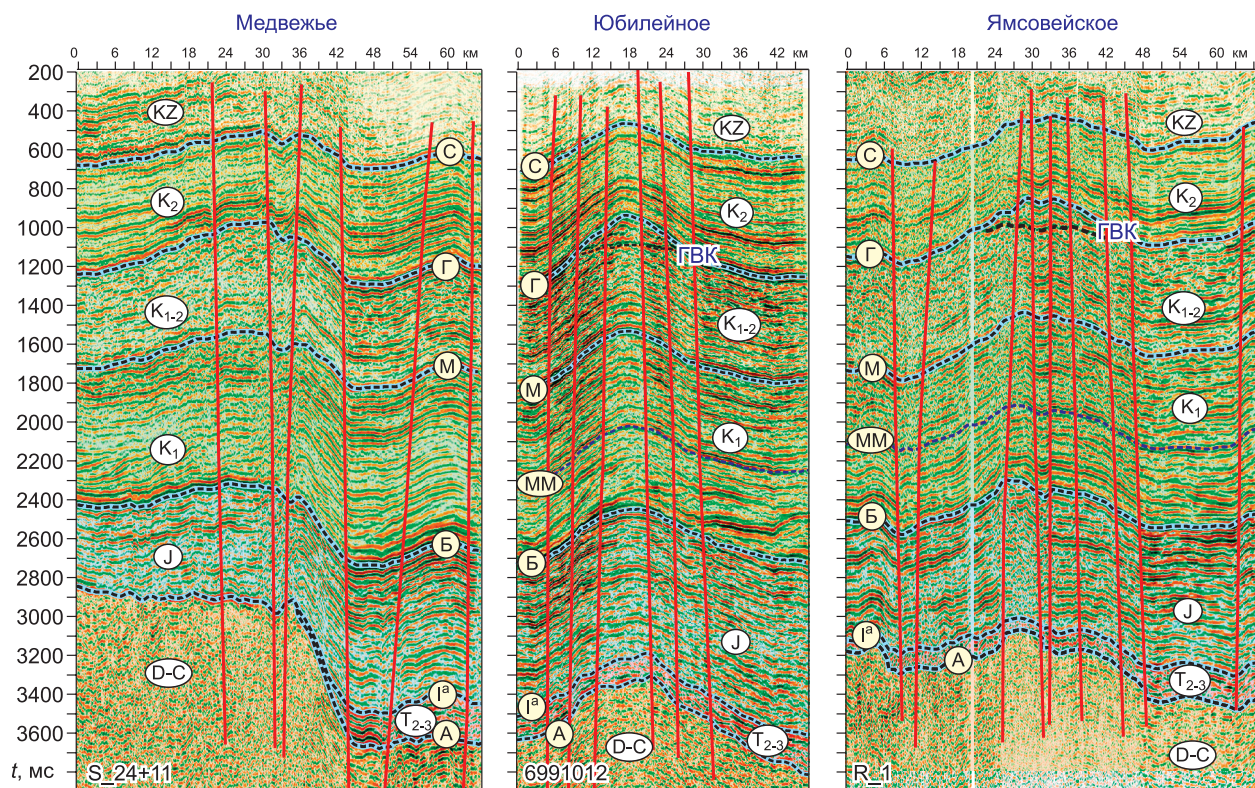 Медвежье Юбилейное Ямсовейское
0 6 12 18 24 30 36 42 48 54 60 км
0 6 12 18 24 30 36 42 км
0 6 12 18 24 30 36 42 48 54 60 км
200
400
600
800
1000
1200
1400
1600
1800
2000
2200
2400
2600
2800
3000
3200
3400
3600
t, мс
KZ
С
K₂
Г
K₁₋₂
М
K₁
Б
J
Iᵃ
T₂₋₃
А
D-C
S_24+11
KZ
С
K₂
ГВК
Г
K₁₋₂
М
K₁
ММ
Б
J
Iᵃ
А
D-C
T₂₋₃
6991012
KZ
С
K₂
ГВК
Г
K₁₋₂
М
K₁
ММ
Б
J
Iᵃ
А
T₂₋₃
D-C
R_1